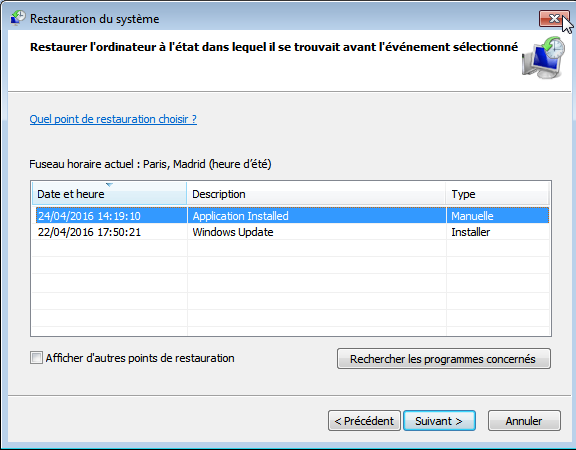 Restauration du système
Restaurer l'ordinateur à l'état dans lequel il se trouvait avant l'événement sélectionné
Quel point de restauration choisir ?
Fuseau horaire actuel : Paris, Madrid (heure d'été)
Date et heure Description Type
24/04/2016 14:19:10 Application Installed Manuelle
22/04/2016 17:50:21 Windows Update Installer
Afficher d'autres points de restauration Rechercher les programmes concernés
< Précédent Suivant > Annuler